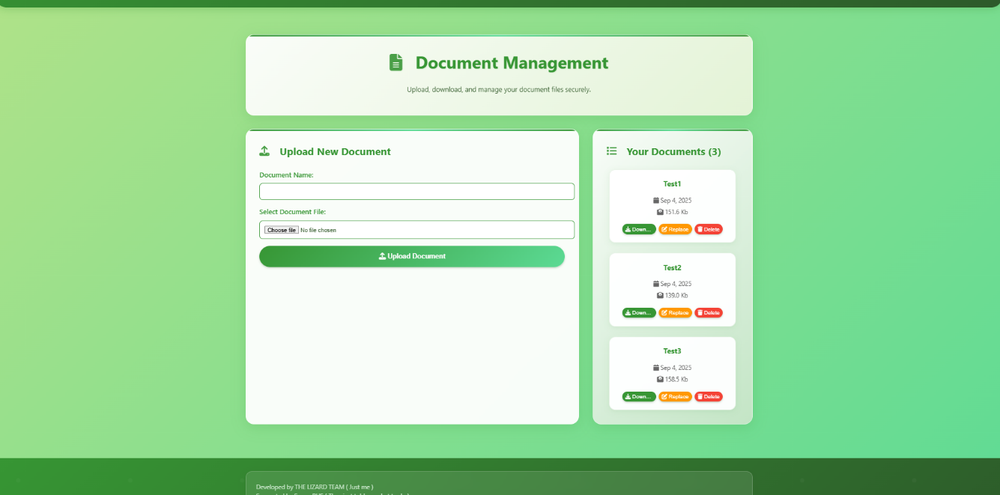 Document Management
Upload, download, and manage your document files securely.
Upload New Document
Document Name:
Select Document File:
Choose file No file chosen
Upload Document
Your Documents (3)
Test1
Sep 4, 2025
151.6 Kb
Down... Replace Delete
Test2
Sep 4, 2025
139.0 Kb
Down... Replace Delete
Test3
Sep 4, 2025
158.5 Kb
Down... Replace Delete
Developed by THE LIZARD TEAM ( Just me )